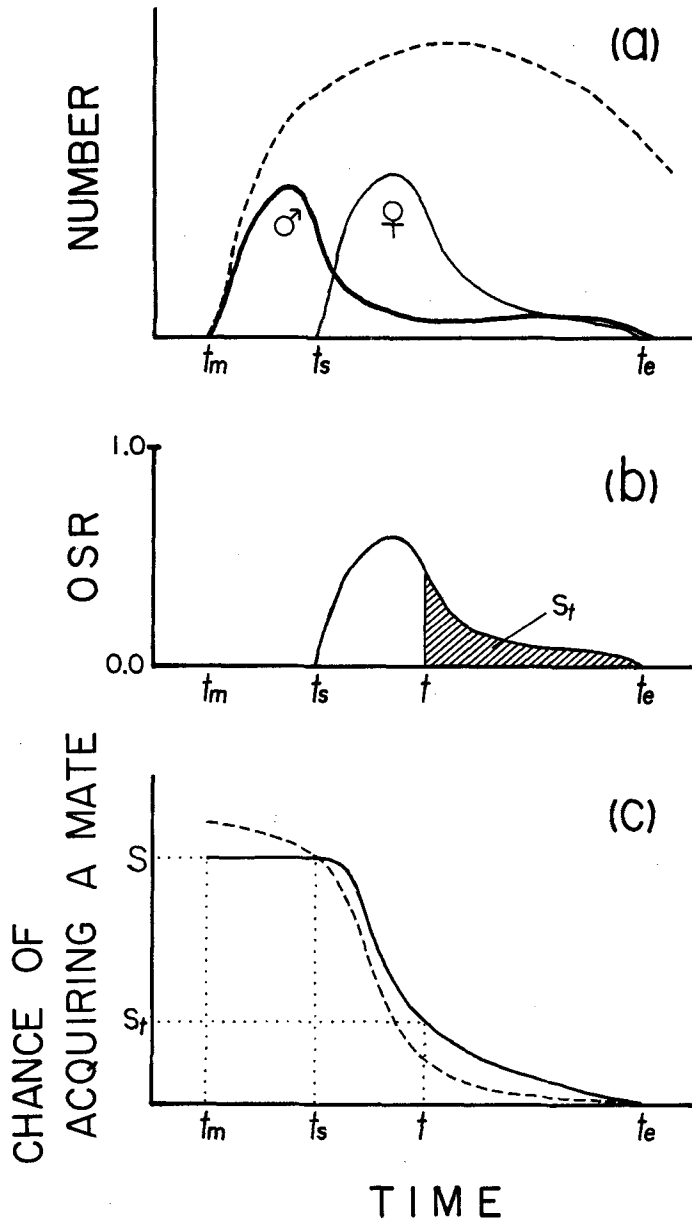 (a)
NUMBER
♂
♀
tm ts te
(b)
1.0
OSR
St
0.0
tm ts t te
(c)
CHANCE OF
ACQUIRING A MATE
S
St
tm ts t te
TIME